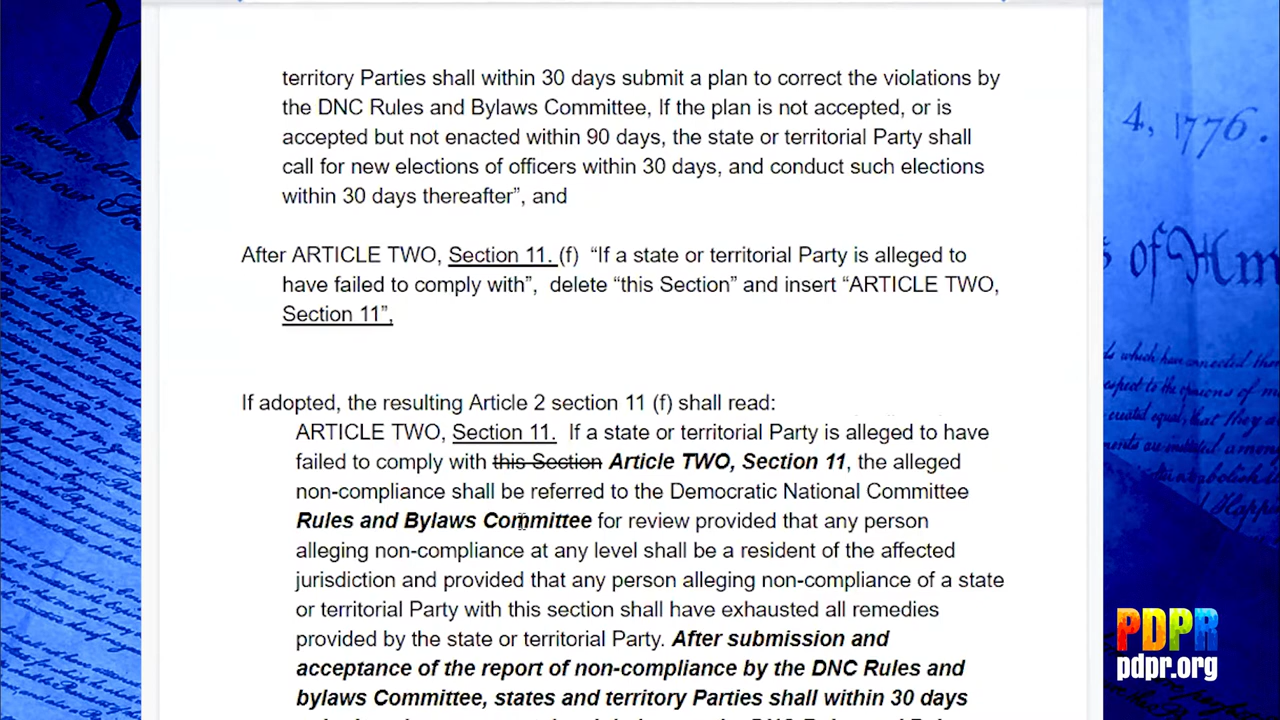 territory Parties shall within 30 days submit a plan to correct the violations by
the DNC Rules and Bylaws Committee, If the plan is not accepted, or is
accepted but not enacted within 90 days, the state or territorial Party shall
call for new elections of officers within 30 days, and conduct such elections
within 30 days thereafter”, and
After ARTICLE TWO, Section 11. (f) “If a state or territorial Party is alleged to
have failed to comply with”, delete “this Section” and insert “ARTICLE TWO,
Section 11”,
If adopted, the resulting Article 2 section 11 (f) shall read:
ARTICLE TWO, Section 11. If a state or territorial Party is alleged to have
failed to comply with this Section Article TWO, Section 11, the alleged
non-compliance shall be referred to the Democratic National Committee
Rules and Bylaws Committee for review provided that any person
alleging non-compliance at any level shall be a resident of the affected
jurisdiction and provided that any person alleging non-compliance of a state
or territorial Party with this section shall have exhausted all remedies
provided by the state or territorial Party. After submission and
acceptance of the report of non-compliance by the DNC Rules and
bylaws Committee, states and territory Parties shall within 30 days
4, 1776.
of
PDPR
pdpr.org